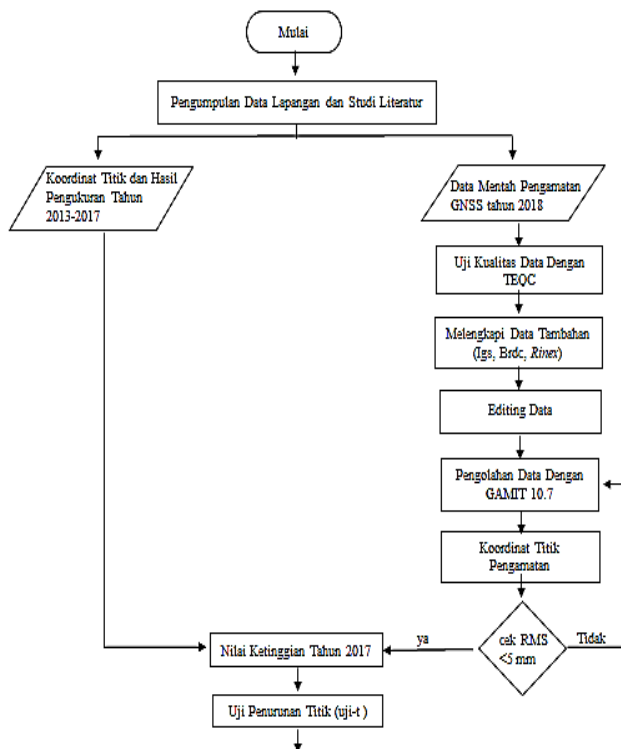 Mulai
Pengumpulan Data Lapangan dan Studi Literatur
Koordinat Titik dan Hasil
Pengukuran Tahun
2013-2017
Data Mentah Pengamatan
GNSS tahun 2018
Uji Kualitas Data Dengan
TEQC
Melengkapi Data Tambahan
(Igs, Brdc, Rinex)
Editing Data
Pengolahan Data Dengan
GAMIT 10.7
Koordinat Titik
Pengamatan
cek RMS
<5 mm
ya
Tidak
Nilai Ketinggian Tahun 2017
Uji Penurunan Titik (uji-t )